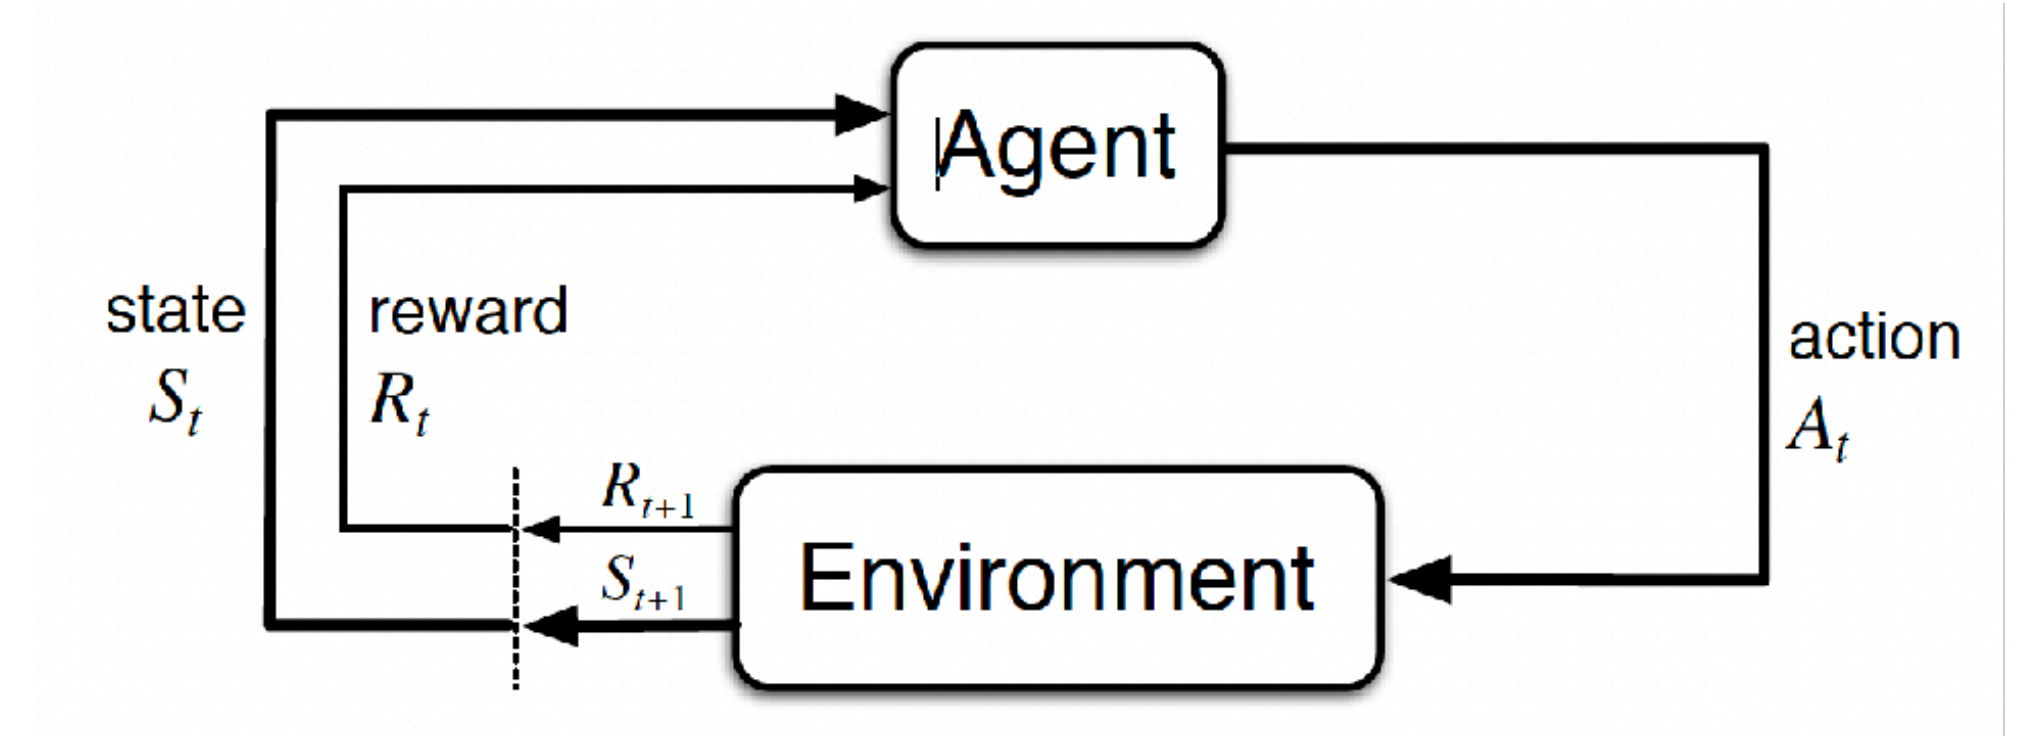 Agent
state
S_t
reward
R_t
action
A_t
R_{t+1}
S_{t+1}
Environment